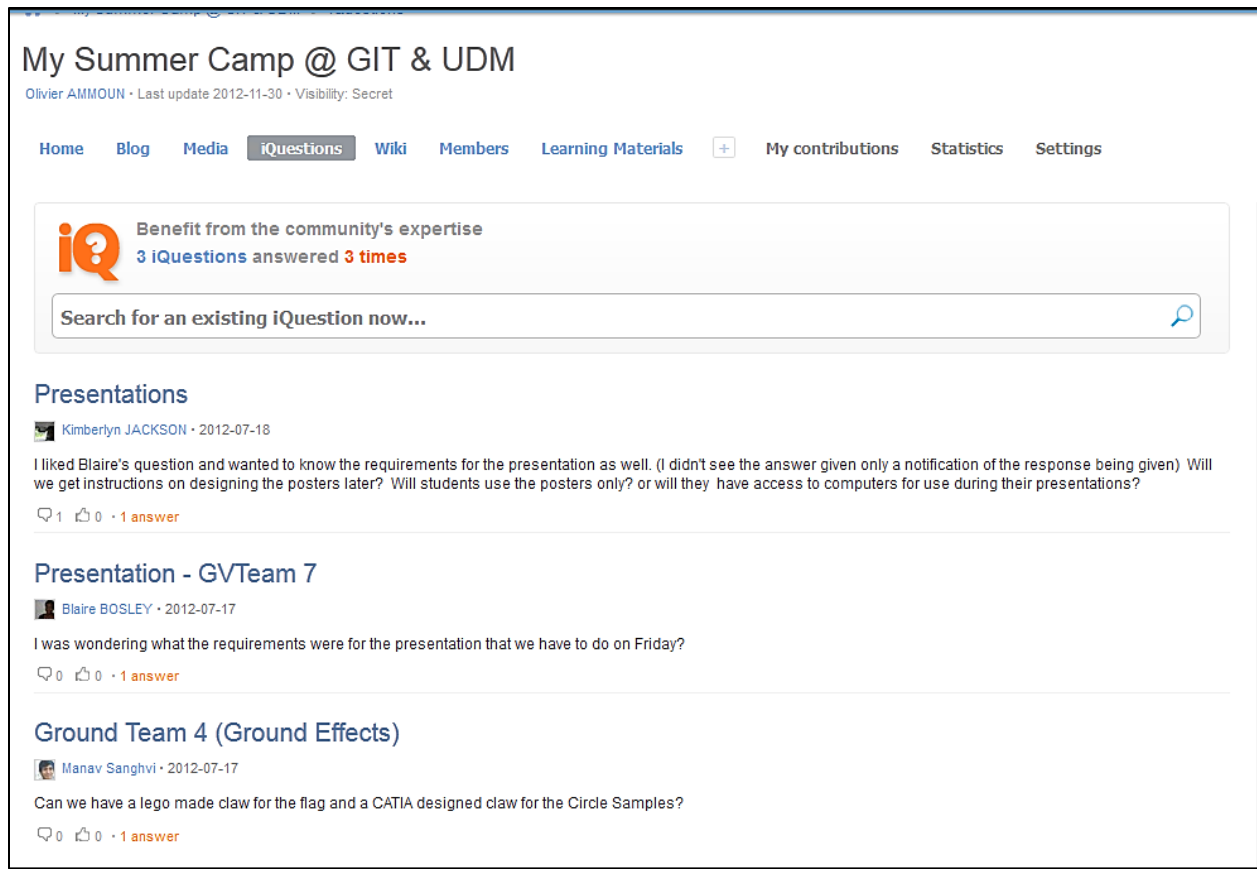 My Summer Camp @ GIT & UDM
Olivier AMMOUN • Last update 2012-11-30 • Visibility: Secret
Home Blog Media iQuestions Wiki Members Learning Materials + My contributions Statistics Settings
iQ
Benefit from the community's expertise
3 iQuestions answered 3 times
Search for an existing iQuestion now...
Presentations
Kimberlyn JACKSON • 2012-07-18
I liked Blaire's question and wanted to know the requirements for the presentation as well. (I didn't see the answer given only a notification of the response being given) Will
we get instructions on designing the posters later? Will students use the posters only? or will they have access to computers for use during their presentations?
1 0 • 1 answer
Presentation - GVTeam 7
Blaire BOSLEY • 2012-07-17
I was wondering what the requirements were for the presentation that we have to do on Friday?
0 0 • 1 answer
Ground Team 4 (Ground Effects)
Manav Sanghvi • 2012-07-17
Can we have a lego made claw for the flag and a CATIA designed claw for the Circle Samples?
0 0 • 1 answer